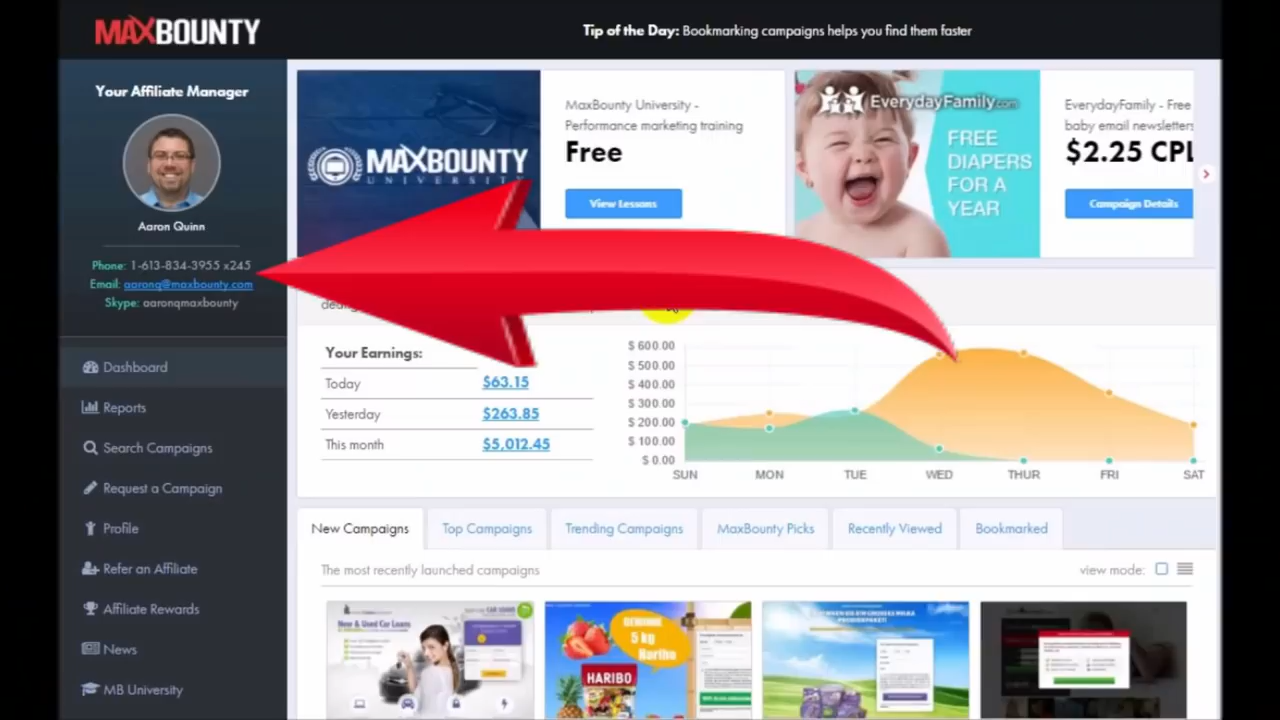 MAXBOUNTY
Tip of the Day: Bookmarking campaigns helps you find them faster
Your Affiliate Manager
Aaron Quinn
Phone: 1-613-834-3955 x245
Email: aaronq@maxbounty.com
Skype: aaronqmaxbounty
Dashboard
Reports
Search Campaigns
Request a Campaign
Profile
Refer an Affiliate
Affiliate Rewards
News
MB University
MAXBOUNTY
UNIVERSITY
MaxBounty University -
Performance marketing training
Free
View Lessons
EverydayFamily.com
FREE
DIAPERS
FOR A
YEAR
EverydayFamily - Free
baby email newsletters
$2.25 CPL
Campaign Details
Your Earnings:
Today $63.15
Yesterday $263.85
This month $5,012.45
$ 600.00
$ 500.00
$ 400.00
$ 300.00
$ 200.00
$ 100.00
$ 0.00
SUN MON TUE WED THUR FRI SAT
New Campaigns
Top Campaigns
Trending Campaigns
MaxBounty Picks
Recently Viewed
Bookmarked
The most recently launched campaigns
view mode:
New & Used Car Loans
GEWINNE
5 kg
Haribo
HARIBO